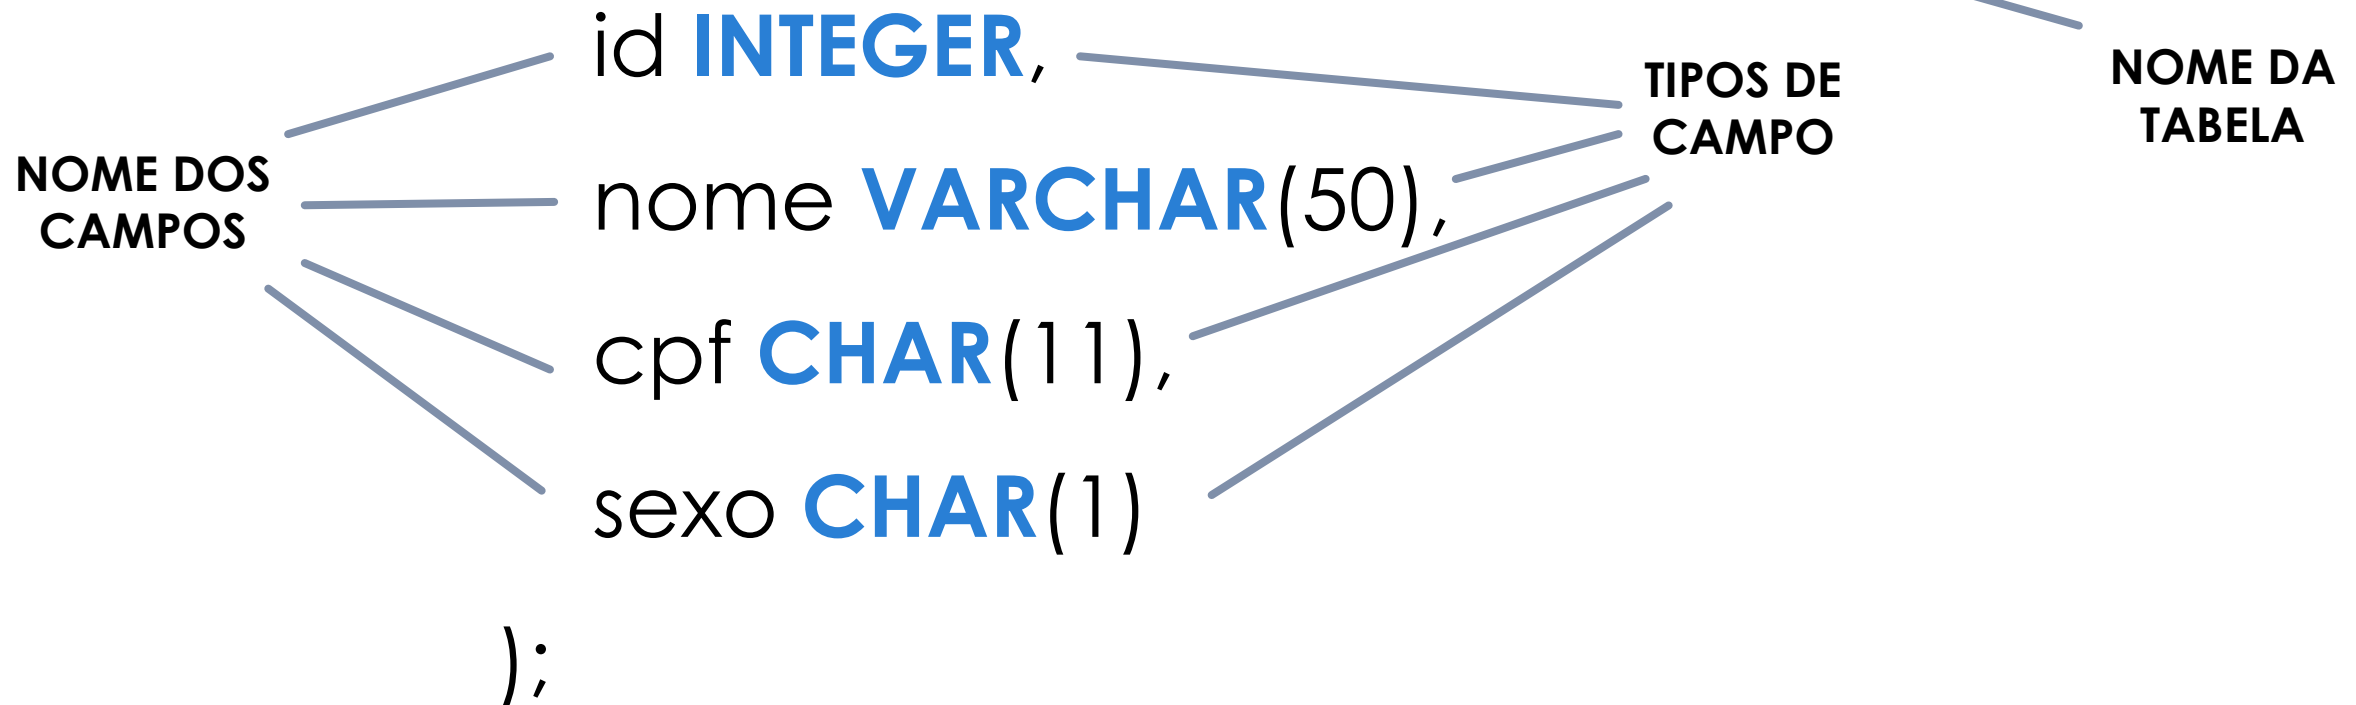 id INTEGER,
nome VARCHAR(50),
cpf CHAR(11),
sexo CHAR(1)
);
NOME DOS
CAMPOS
TIPOS DE
CAMPO
NOME DA
TABELA